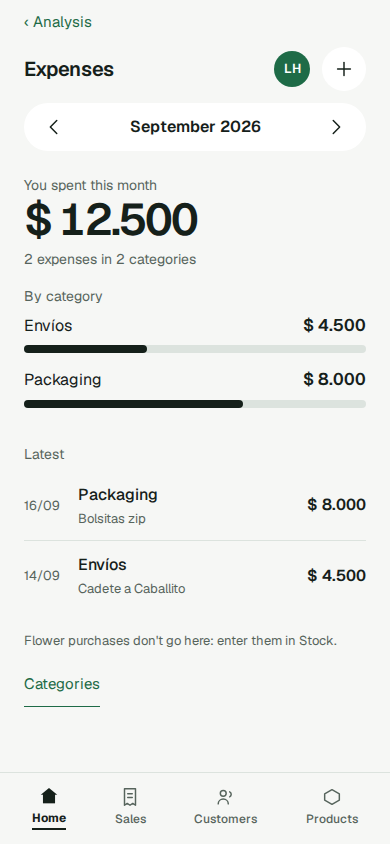 ‹ Analysis
Expenses
LH
September 2026
You spent this month
$ 12.500
2 expenses in 2 categories
By category
Envíos $ 4.500
Packaging $ 8.000
Latest
16/09 Packaging $ 8.000
Bolsitas zip
14/09 Envíos $ 4.500
Cadete a Caballito
Flower purchases don't go here: enter them in Stock.
Categories
Home Sales Customers Products